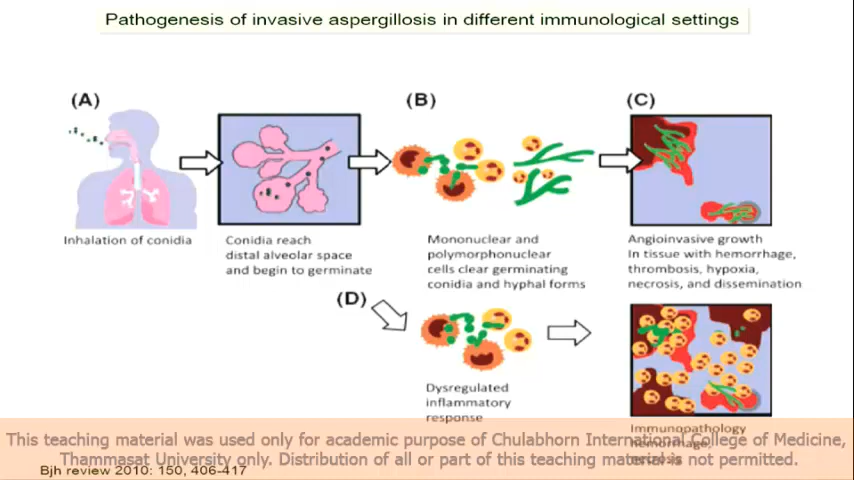 Pathogenesis of invasive aspergillosis in different immunological settings
(A)
Inhalation of conidia
Conidia reach
distal alveolar space
and begin to germinate
(B)
Mononuclear and
polymorphonuclear
cells clear germinating
conidia and hyphal forms
(C)
Angioinvasive growth
In tissue with hemorrhage,
thrombosis, hypoxia,
necrosis, and dissemination
(D)
Dysregulated
inflammatory
response
Immunopathology
hemorrhage,
necrosis
This teaching material was used only for academic purpose of Chulabhorn International College of Medicine,
Thammasat University only. Distribution of all or part of this teaching material is not permitted.
Bjh review 2010: 150, 406-417